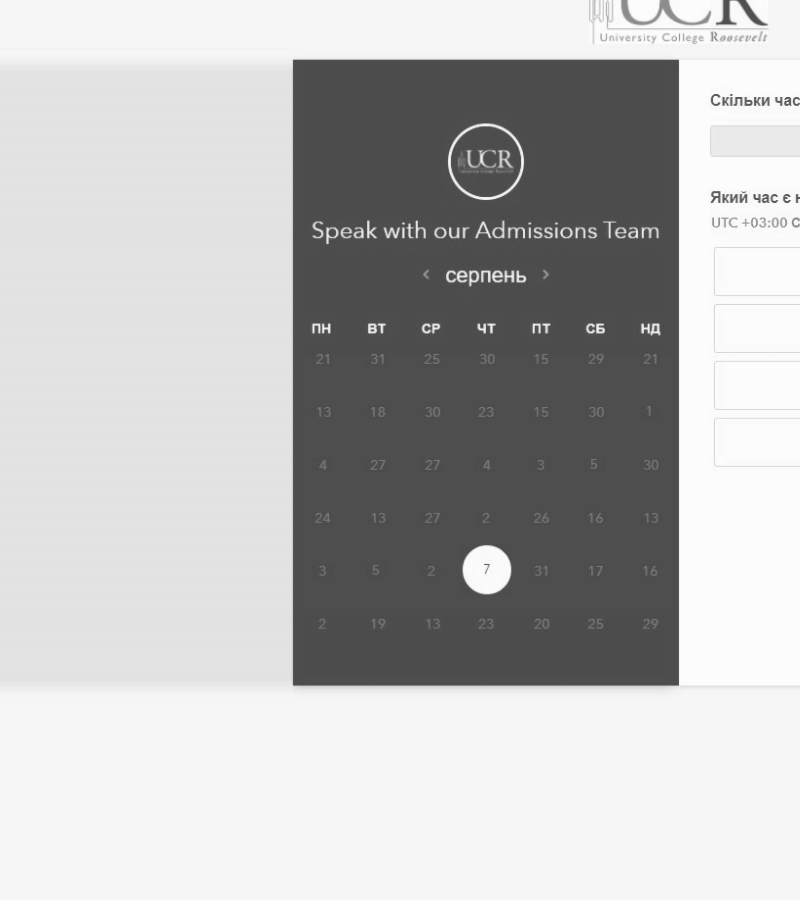 UCR
University College Roosevelt
UCR
Speak with our Admissions Team
< серпень >
ПН ВТ СР ЧТ ПТ СБ НД
21 31 25 30 15 29 21
13 18 30 23 15 30 1
4 27 27 4 3 5 30
24 13 27 2 26 16 13
3 5 2 7 31 17 16
2 19 13 23 20 25 29
Скільки час
Який час є н
UTC +03:00 С